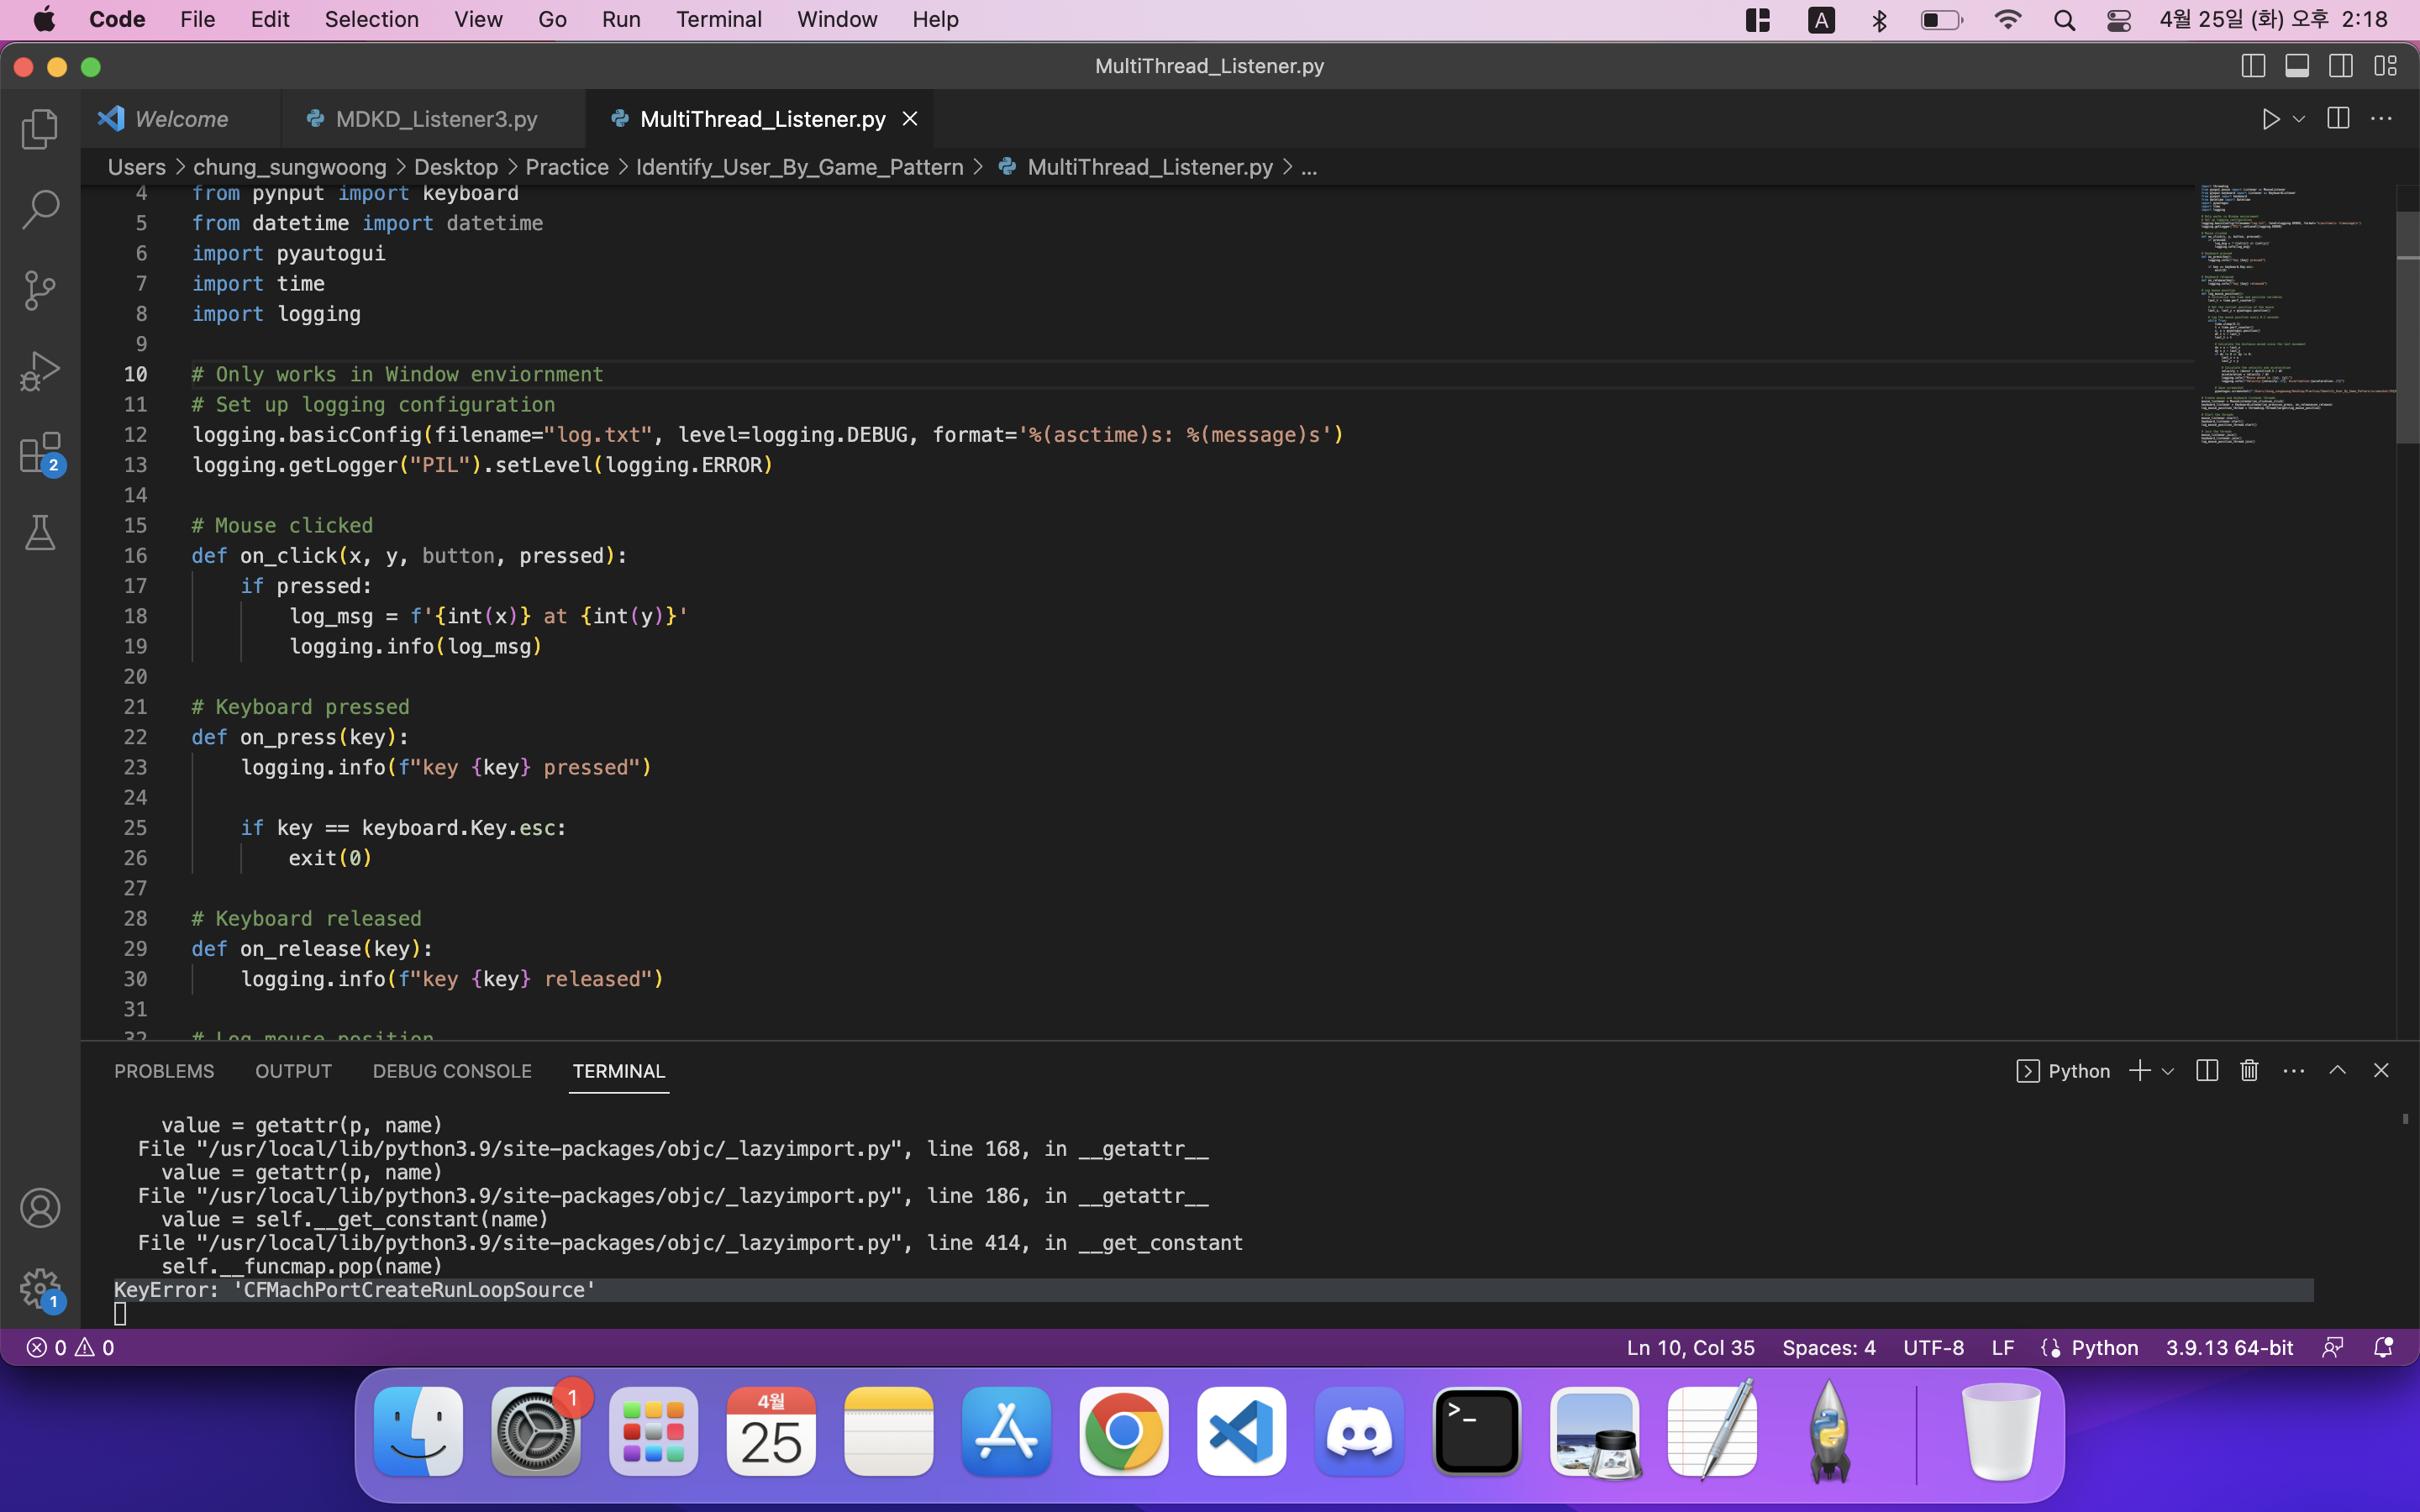 Code File Edit Selection View Go Run Terminal Window Help A 4월 25일 (화) 오후 2:18
MultiThread_Listener.py
Welcome MDKD_Listener3.py MultiThread_Listener.py
Users > chung_sungwoong > Desktop > Practice > Identify_User_By_Game_Pattern > MultiThread_Listener.py > ...
4 from pynput import keyboard
5 from datetime import datetime
6 import pyautogui
7 import time
8 import logging
9
10 # Only works in Window enviornment
11 # Set up logging configuration
12 logging.basicConfig(filename="log.txt", level=logging.DEBUG, format='%(asctime)s: %(message)s')
13 logging.getLogger("PIL").setLevel(logging.ERROR)
14
15 # Mouse clicked
16 def on_click(x, y, button, pressed):
17 if pressed:
18 log_msg = f'{int(x)} at {int(y)}'
19 logging.info(log_msg)
20
21 # Keyboard pressed
22 def on_press(key):
23 logging.info(f"key {key} pressed")
24
25 if key == keyboard.Key.esc:
26 exit(0)
27
28 # Keyboard released
29 def on_release(key):
30 logging.info(f"key {key} released")
31
32 # Log mouse position
2
PROBLEMS OUTPUT DEBUG CONSOLE TERMINAL Python
value = getattr(p, name)
File "/usr/local/lib/python3.9/site-packages/objc/_lazyimport.py", line 168, in __getattr__
value = getattr(p, name)
File "/usr/local/lib/python3.9/site-packages/objc/_lazyimport.py", line 186, in __getattr__
value = self.__get_constant(name)
File "/usr/local/lib/python3.9/site-packages/objc/_lazyimport.py", line 414, in __get_constant
self.__funcmap.pop(name)
KeyError: 'CFMachPortCreateRunLoopSource'
1
0 0 Ln 10, Col 35 Spaces: 4 UTF-8 LF Python 3.9.13 64-bit
1
4월
25
>_